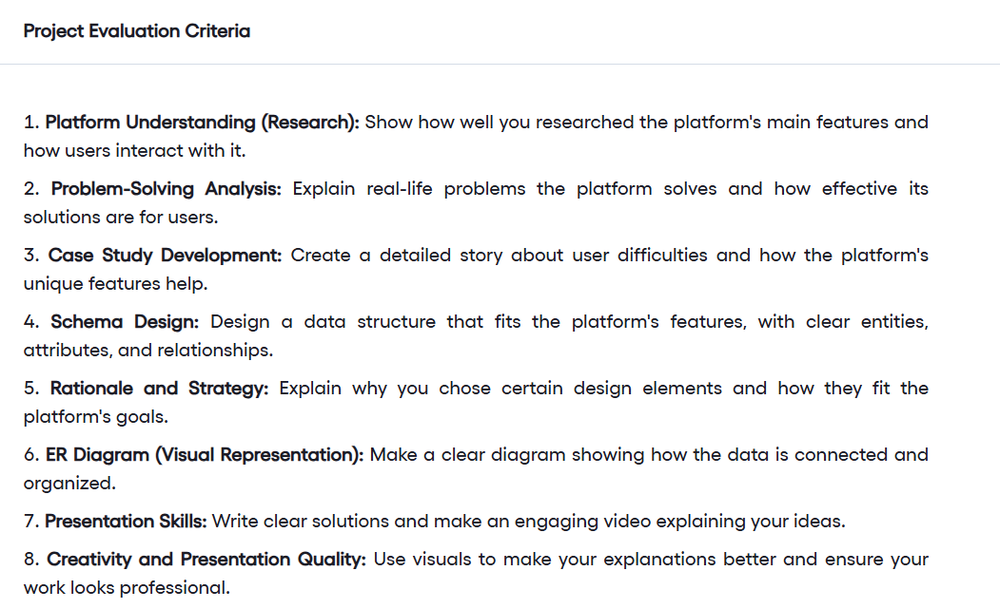 Project Evaluation Criteria
1. Platform Understanding (Research): Show how well you researched the platform's main features and
how users interact with it.
2. Problem-Solving Analysis: Explain real-life problems the platform solves and how effective its
solutions are for users.
3. Case Study Development: Create a detailed story about user difficulties and how the platform's
unique features help.
4. Schema Design: Design a data structure that fits the platform's features, with clear entities,
attributes, and relationships.
5. Rationale and Strategy: Explain why you chose certain design elements and how they fit the
platform's goals.
6. ER Diagram (Visual Representation): Make a clear diagram showing how the data is connected and
organized.
7. Presentation Skills: Write clear solutions and make an engaging video explaining your ideas.
8. Creativity and Presentation Quality: Use visuals to make your explanations better and ensure your
work looks professional.